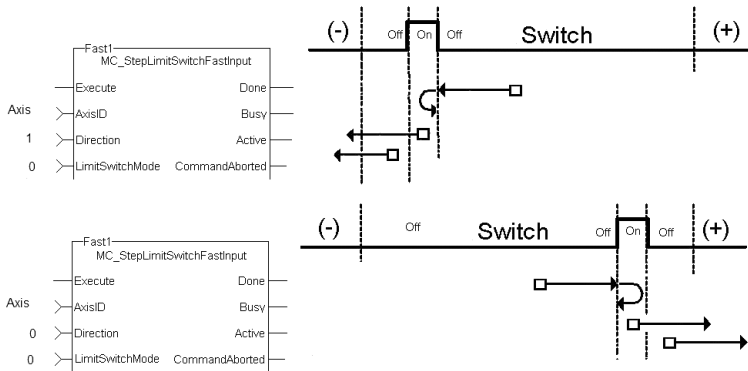 (-) Off On Off Switch (+)
Fast1
MC_StepLimitSwitchFastInput
Execute Done
Axis AxisID Busy
1 Direction Active
0 LimitSwitchMode CommandAborted
(-) Off Switch Off On Off (+)
Fast1
MC_StepLimitSwitchFastInput
Execute Done
Axis AxisID Busy
0 Direction Active
0 LimitSwitchMode CommandAborted